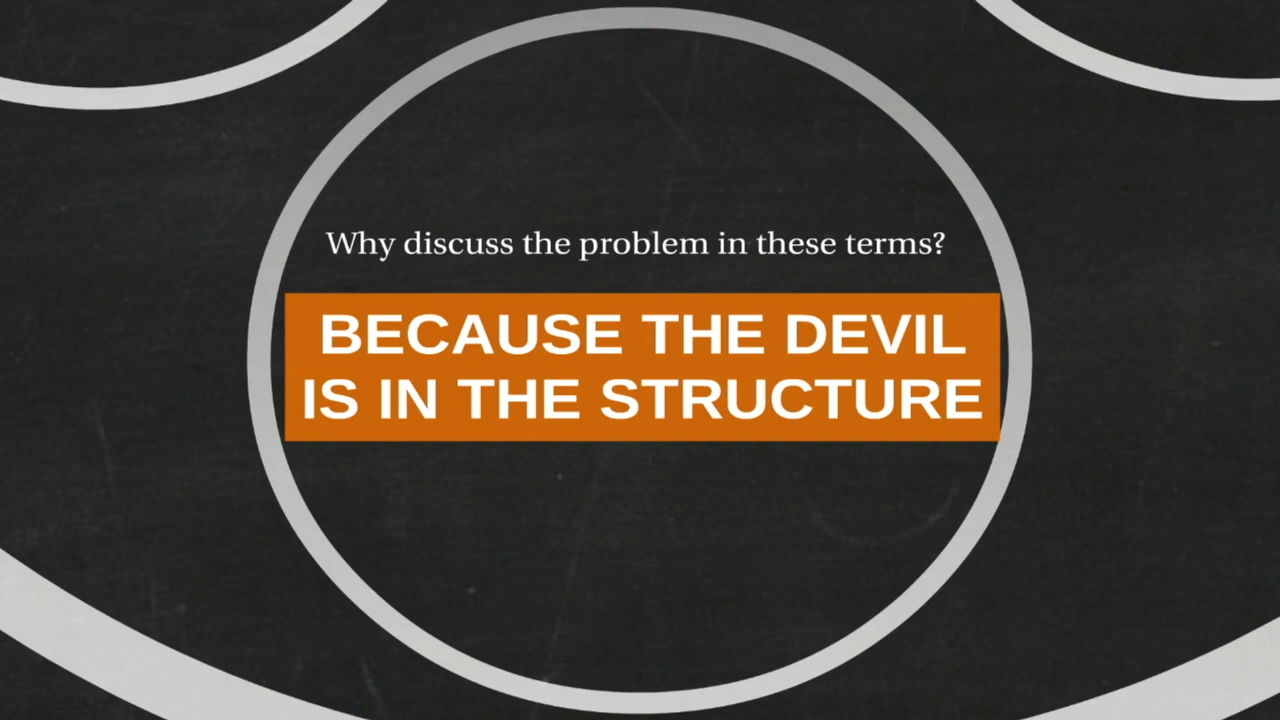 Why discuss the problem in these terms?
BECAUSE THE DEVIL
IS IN THE STRUCTURE